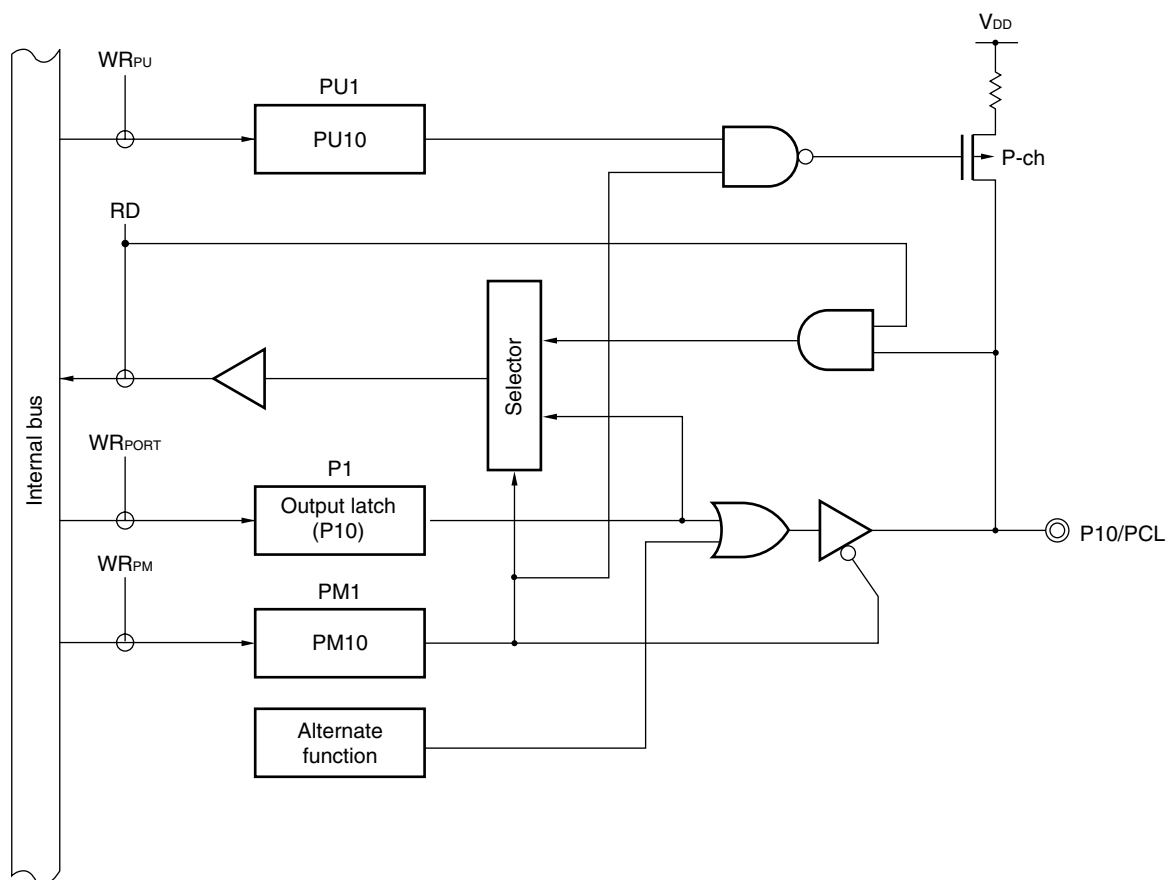 VDD
WRPU
PU1
PU10
P-ch
RD
Selector
Internal bus
WRPORT
P1
Output latch
(P10)
P10/PCL
WRPM
PM1
PM10
Alternate
function